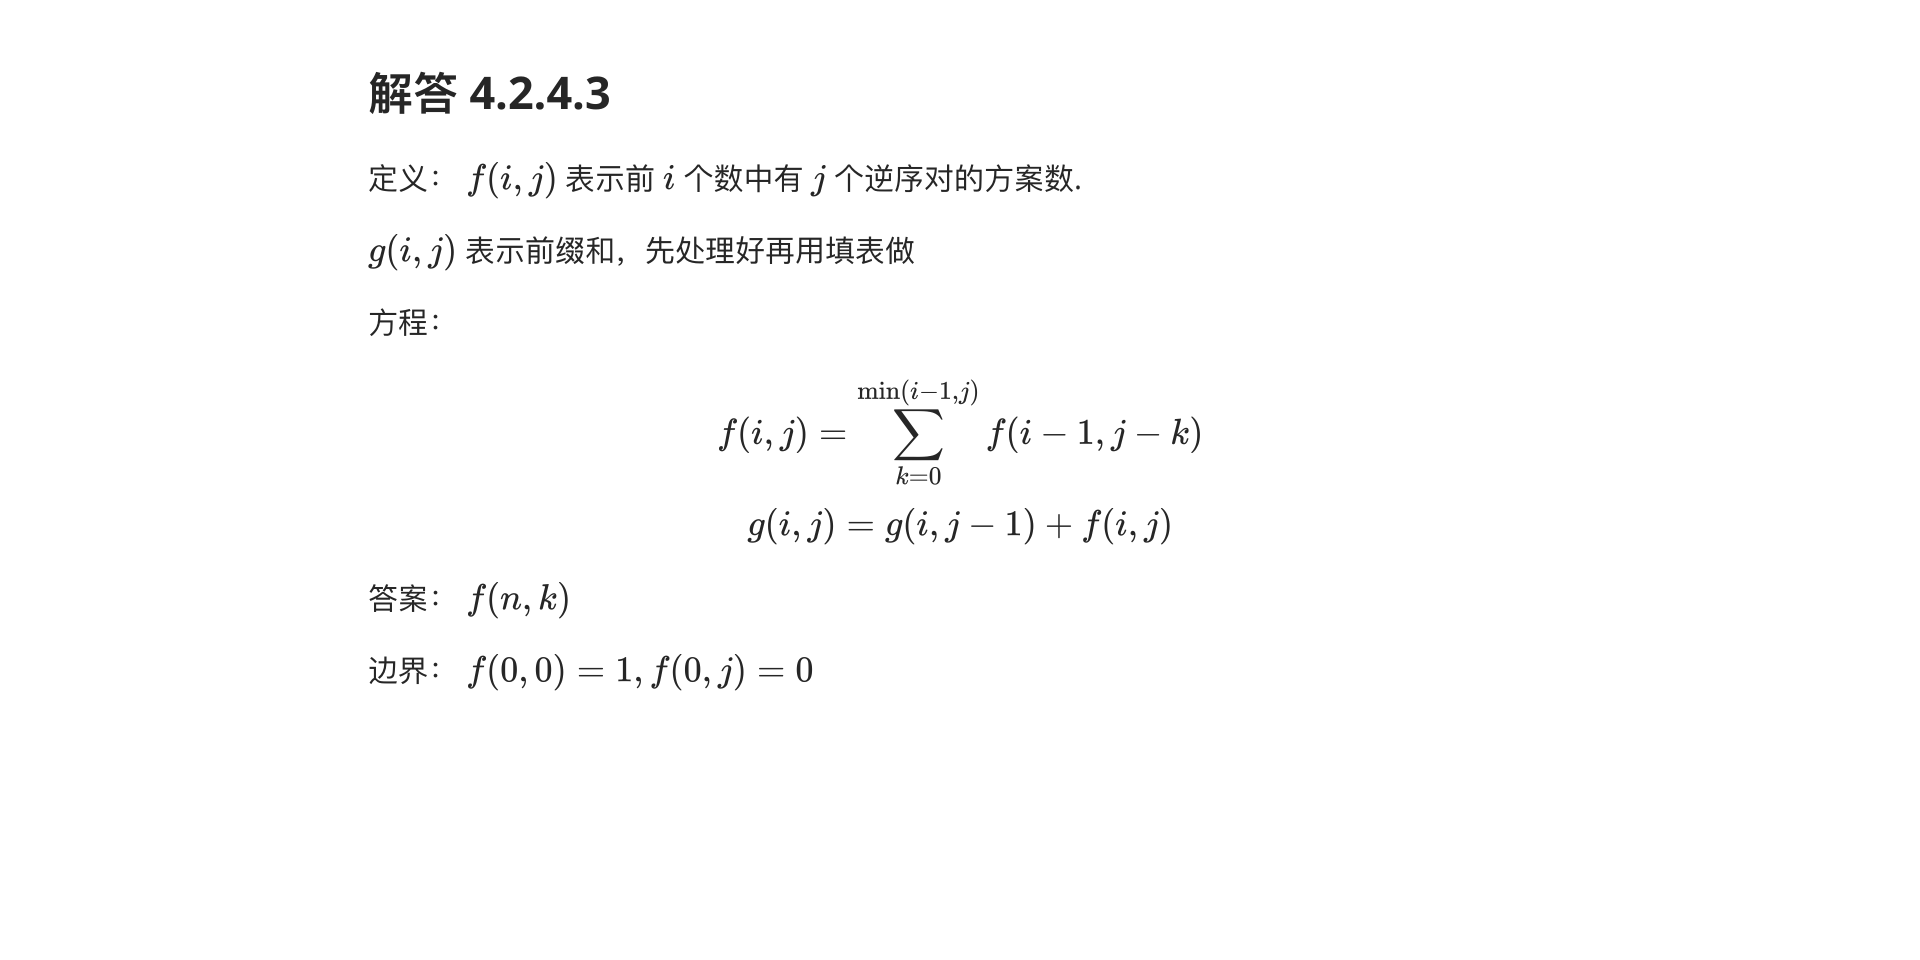 解答 4.2.4.3
定义： f(i, j) 表示前 i 个数中有 j 个逆序对的方案数.
g(i, j) 表示前缀和，先处理好再用填表做
方程：
f(i, j) = \sum_{k=0}^{\min(i-1,j)} f(i − 1, j − k)
g(i, j) = g(i, j − 1) + f(i, j)
答案： f(n, k)
边界： f(0, 0) = 1, f(0, j) = 0